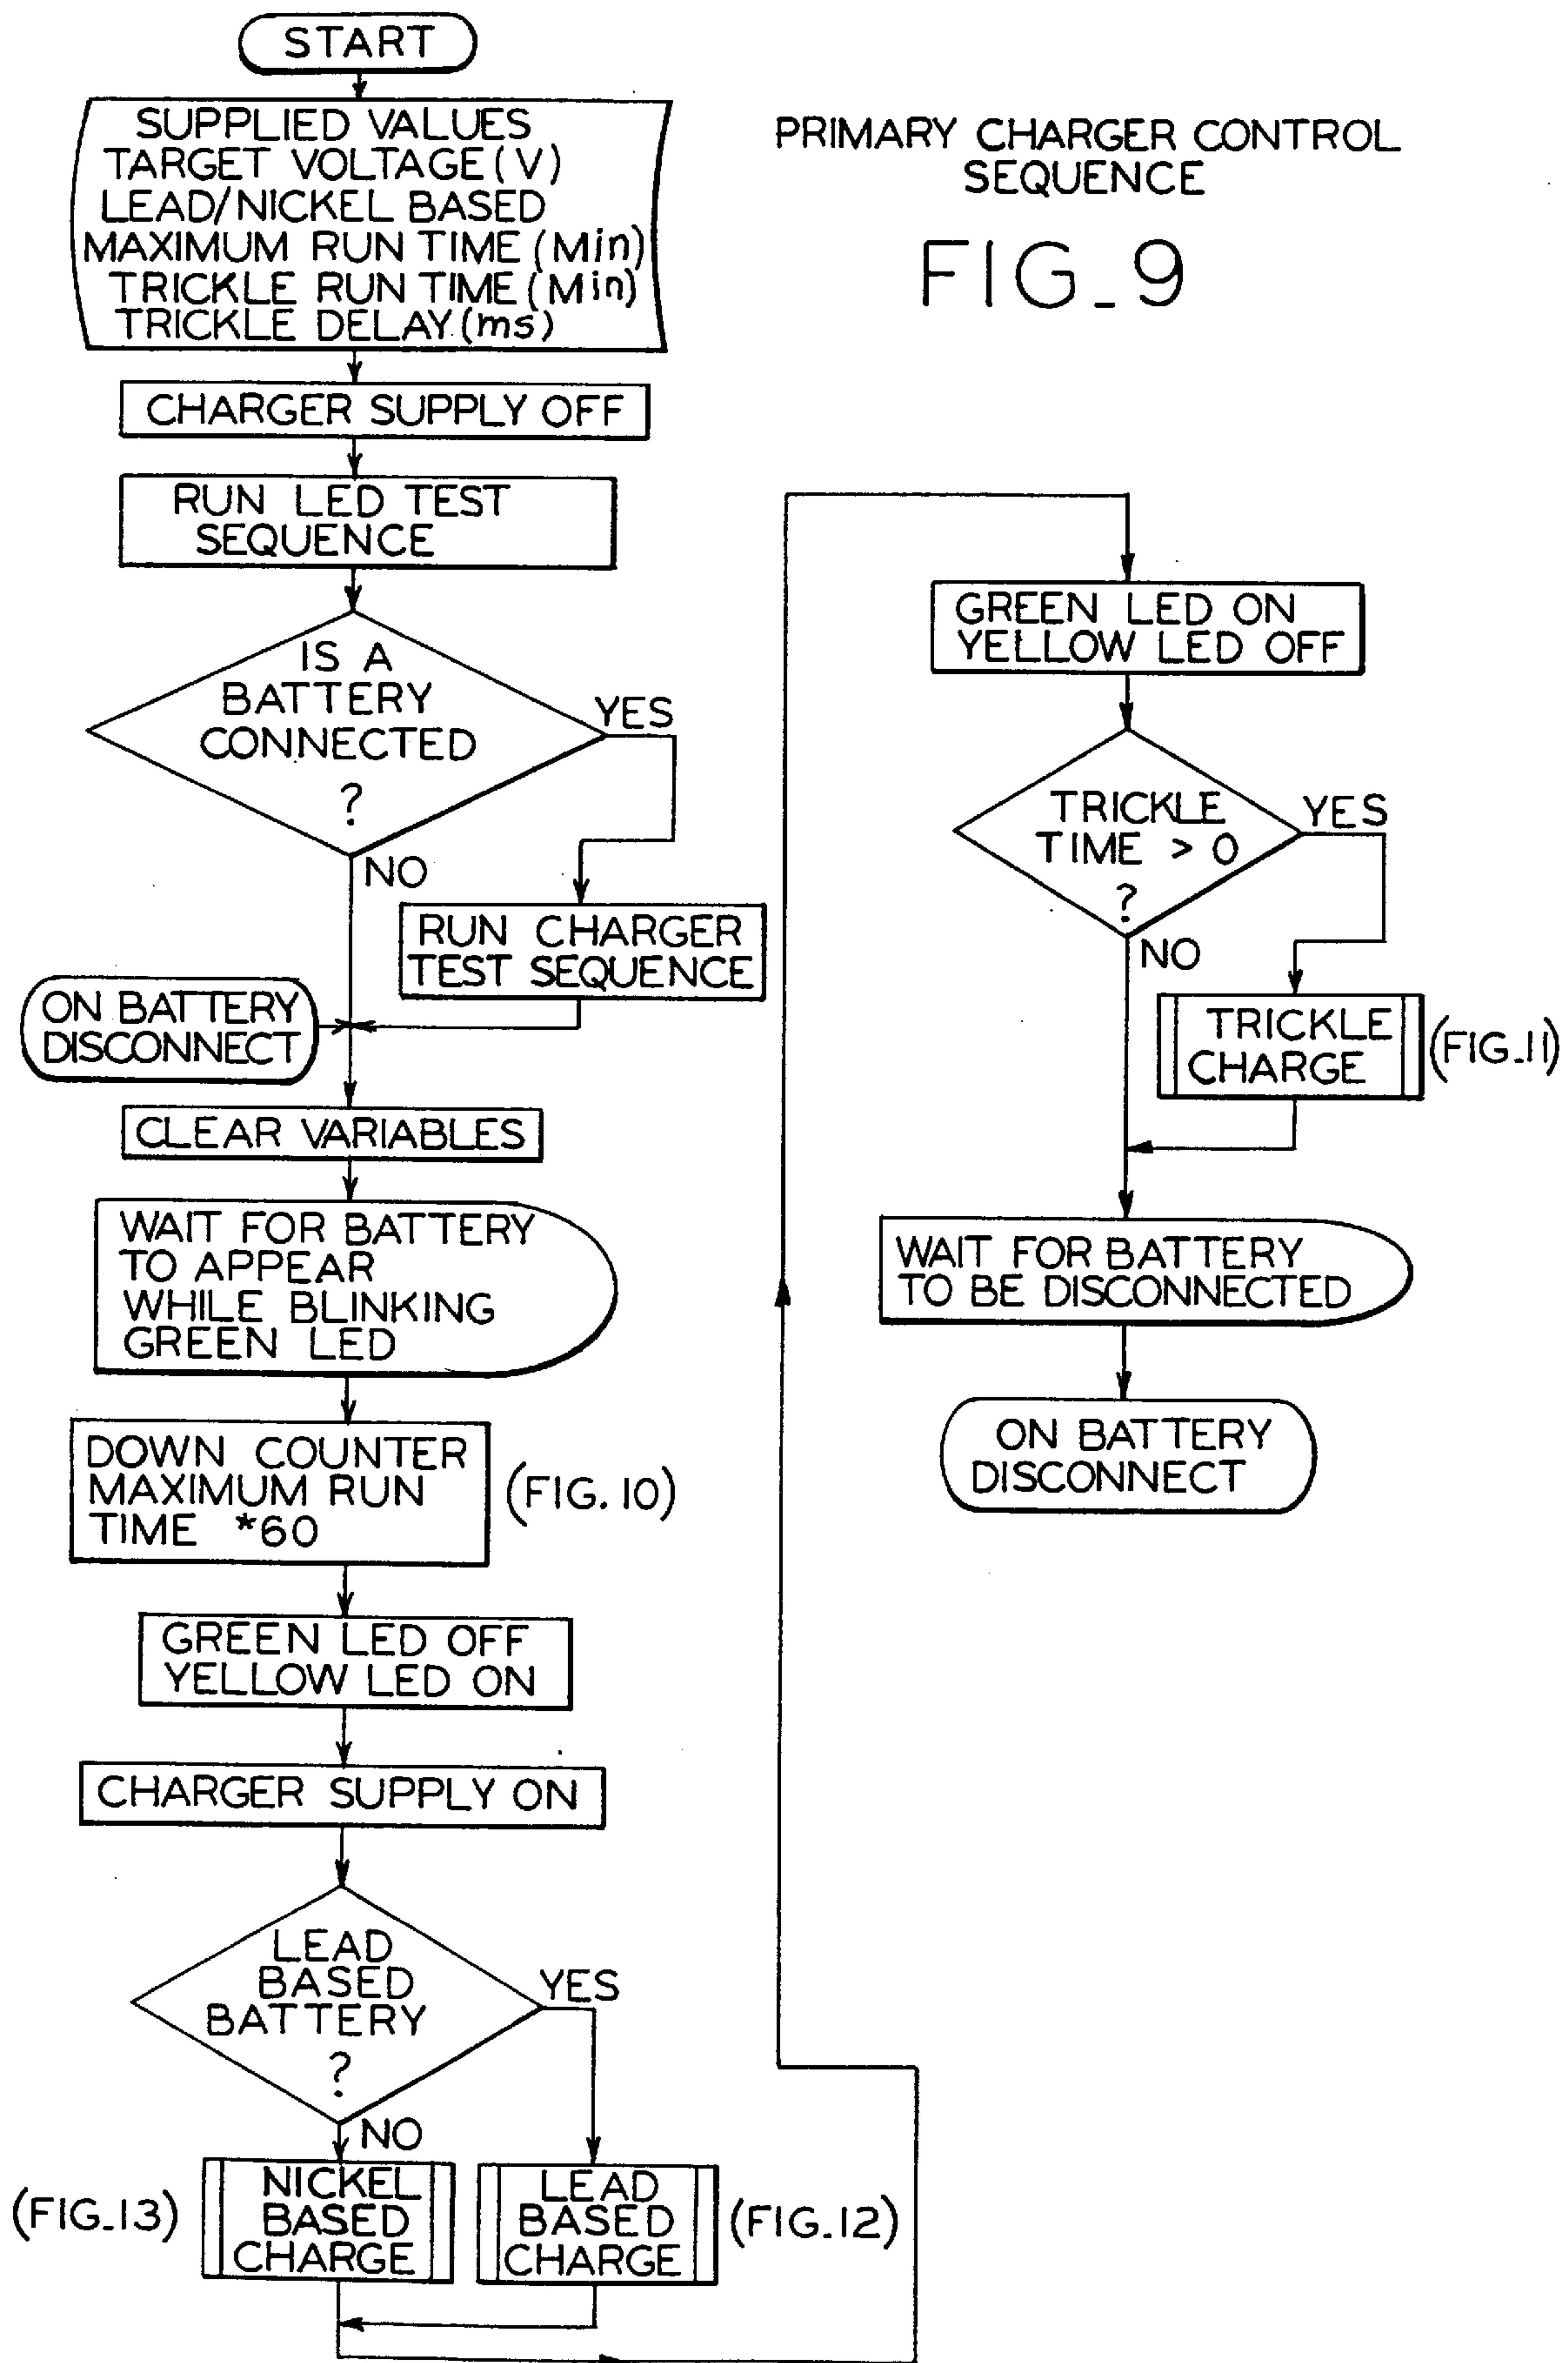 START
SUPPLIED VALUES
TARGET VOLTAGE (V)
LEAD/NICKEL BASED
MAXIMUM RUN TIME (Min)
TRICKLE RUN TIME (Min)
TRICKLE DELAY (ms)
PRIMARY CHARGER CONTROL
SEQUENCE
FIG_9
CHARGER SUPPLY OFF
RUN LED TEST
SEQUENCE
IS A
BATTERY
CONNECTED
?
YES
NO
RUN CHARGER
TEST SEQUENCE
ON BATTERY
DISCONNECT
CLEAR VARIABLES
WAIT FOR BATTERY
TO APPEAR
WHILE BLINKING
GREEN LED
DOWN COUNTER
MAXIMUM RUN
TIME *60
(FIG. 10)
GREEN LED OFF
YELLOW LED ON
CHARGER SUPPLY ON
LEAD
BASED
BATTERY
?
YES
NO
(FIG_13)
NICKEL
BASED
CHARGE
LEAD
BASED
CHARGE
(FIG_12)
GREEN LED ON
YELLOW LED OFF
TRICKLE
TIME > 0
?
YES
NO
TRICKLE
CHARGE
(FIG_11)
WAIT FOR BATTERY
TO BE DISCONNECTED
ON BATTERY
DISCONNECT